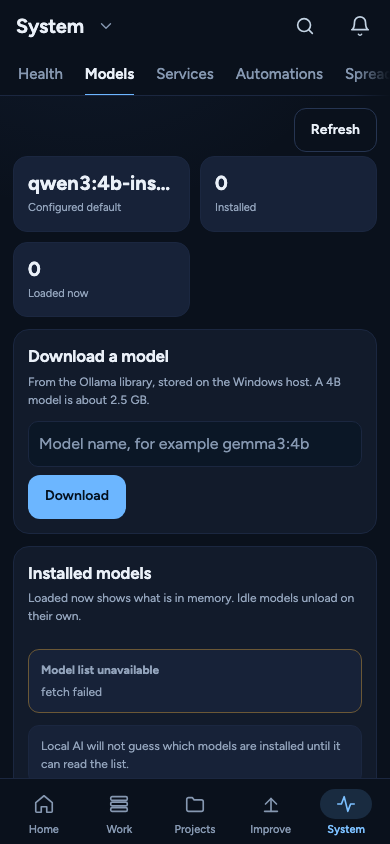 System
Health Models Services Automations Sprea
Refresh
qwen3:4b-ins...
Configured default
0
Installed
0
Loaded now
Download a model
From the Ollama library, stored on the Windows host. A 4B
model is about 2.5 GB.
Model name, for example gemma3:4b
Download
Installed models
Loaded now shows what is in memory. Idle models unload on
their own.
Model list unavailable
fetch failed
Local AI will not guess which models are installed until it
can read the list.
Home Work Projects Improve System